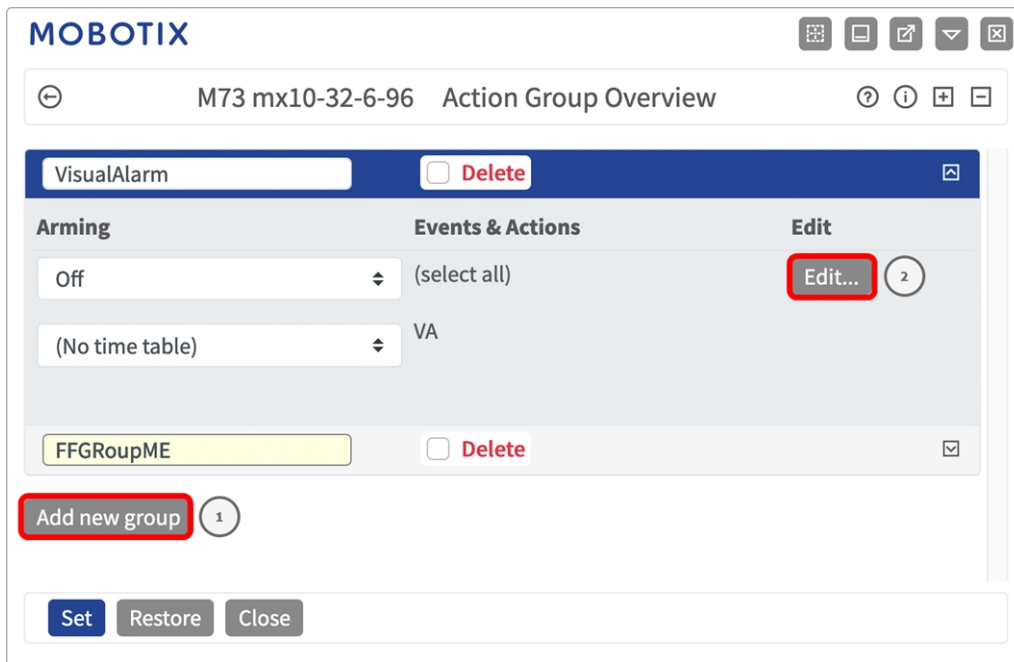 MOBOTIX
M73 mx10-32-6-96 Action Group Overview
VisualAlarm Delete
Arming Events & Actions Edit
Off (select all) Edit... 2
(No time table) VA
FFGRoupME Delete
Add new group 1
Set Restore Close